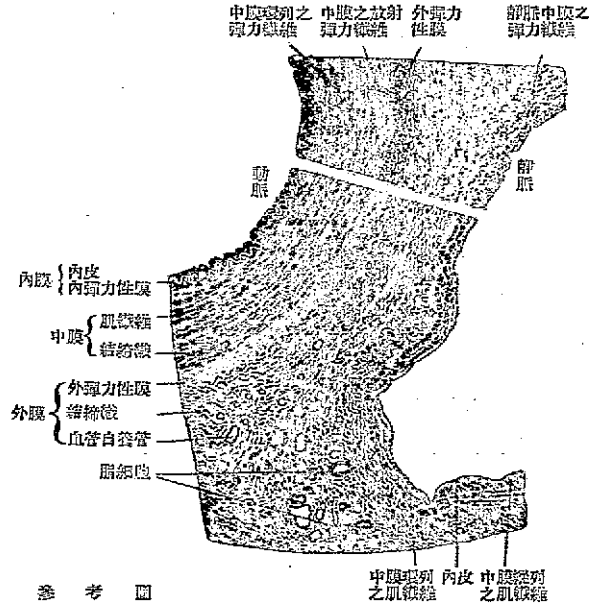 中膜環列之
彈力纖維
中膜之放射
彈力纖維
外彈力
性膜
靜脈中膜之
彈力纖維
動脈
靜脈
內膜
內皮
內彈力性膜
中膜
肌纖維
結締織
外膜
外彈力性膜
結締織
血管自養管
脂細胞
中膜環列
之肌纖維
內皮
中膜縱列
之肌纖維
參考圖